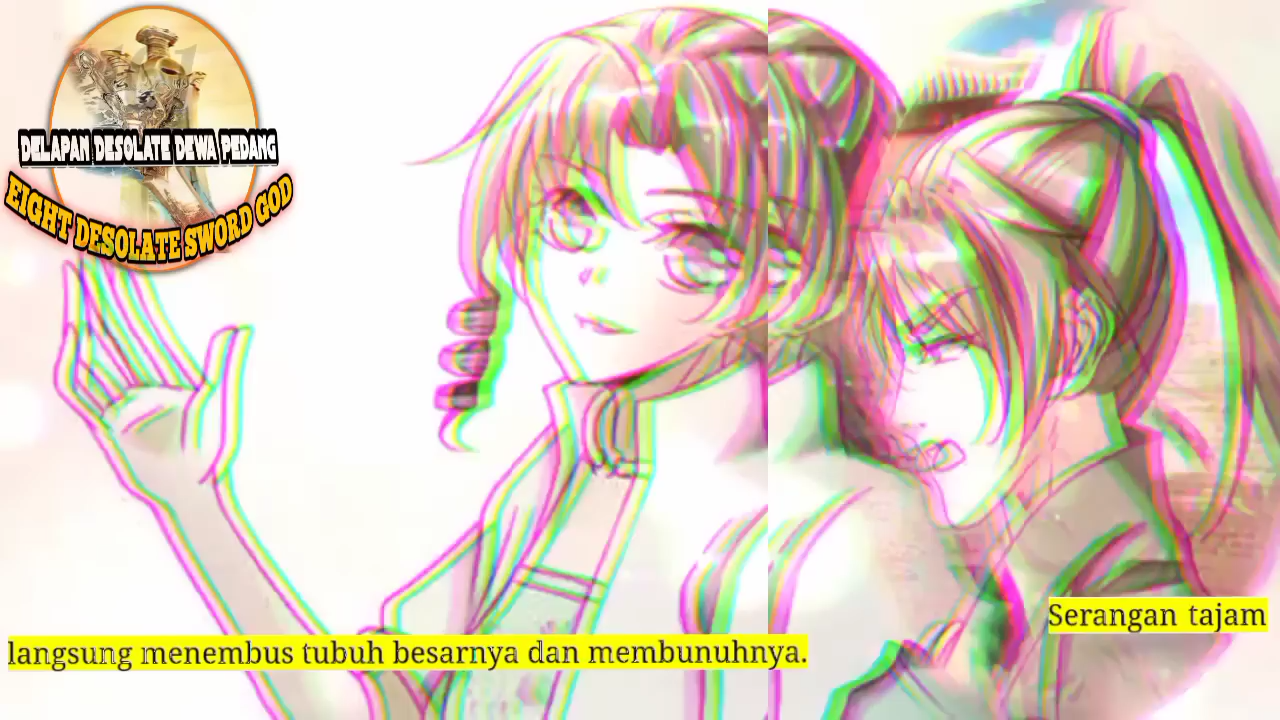 DELAPAN DESOLATE DEWA PEDANG
EIGHT DESOLATE SWORD GOD
Serangan tajam
langsung menembus tubuh besarnya dan membunuhnya.